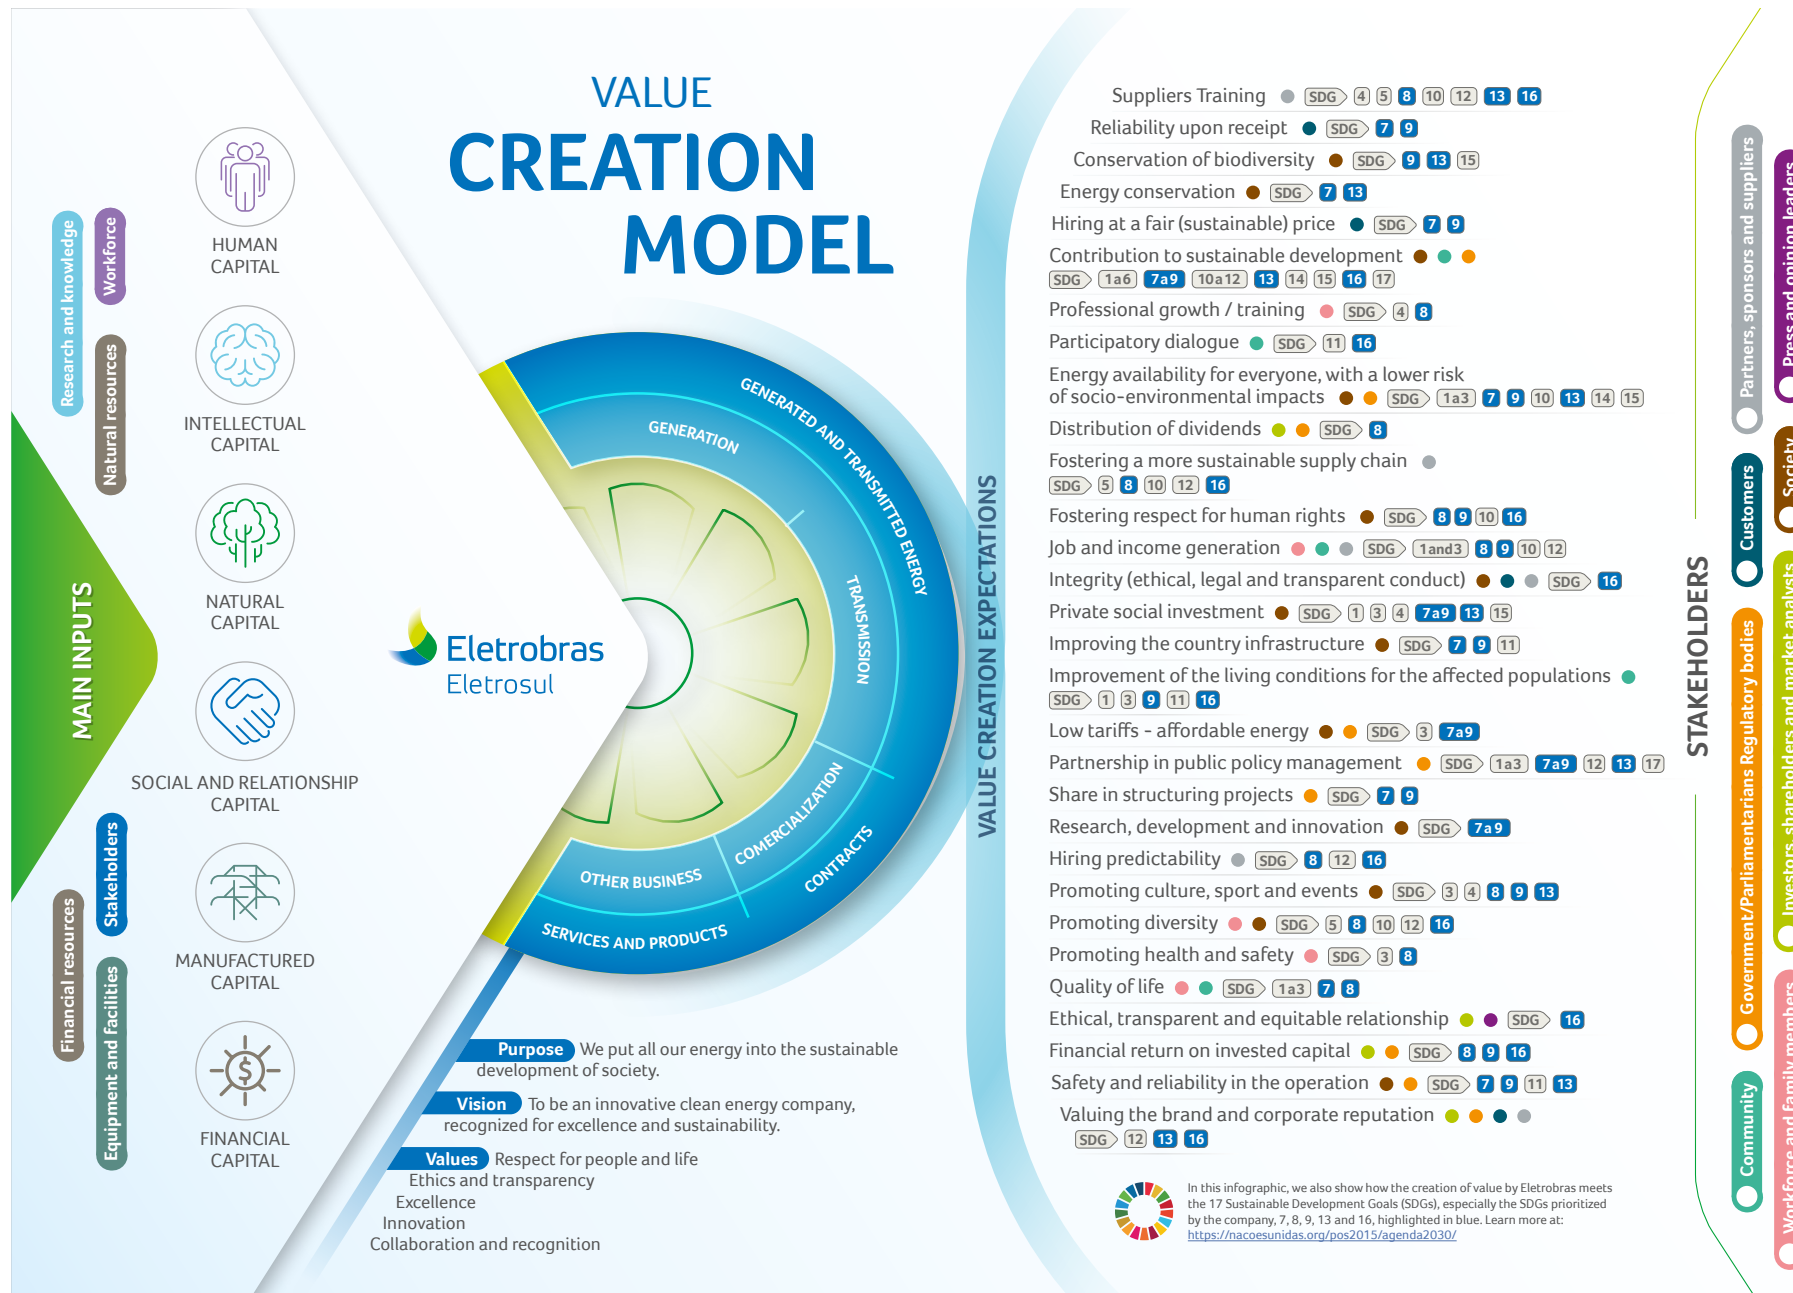 VALUE
CREATION
MODEL
MAIN INPUTS
Research and knowledge
Workforce
Natural resources
Financial resources
Stakeholders
Equipment and facilities
HUMAN
CAPITAL
INTELLECTUAL
CAPITAL
NATURAL
CAPITAL
SOCIAL AND RELATIONSHIP
CAPITAL
MANUFACTURED
CAPITAL
FINANCIAL
CAPITAL
Eletrobras
Eletrosul
GENERATED AND TRANSMITTED ENERGY
GENERATION
TRANSMISSION
COMERCIALIZATION
CONTRACTS
OTHER BUSINESS
SERVICES AND PRODUCTS
Purpose We put all our energy into the sustainable
development of society.
Vision To be an innovative clean energy company,
recognized for excellence and sustainability.
Values Respect for people and life
Ethics and transparency
Excellence
Innovation
Collaboration and recognition
VALUE CREATION EXPECTATIONS
Suppliers Training SDG 4 5 8 10 12 13 16
Reliability upon receipt SDG 7 9
Conservation of biodiversity SDG 9 13 15
Energy conservation SDG 7 13
Hiring at a fair (sustainable) price SDG 7 9
Contribution to sustainable development
SDG 1a6 7a9 10a12 13 14 15 16 17
Professional growth / training SDG 4 8
Participatory dialogue SDG 11 16
Energy availability for everyone, with a lower risk
of socio-environmental impacts SDG 1a3 7 9 10 13 14 15
Distribution of dividends SDG 8
Fostering a more sustainable supply chain
SDG 5 8 10 12 16
Fostering respect for human rights SDG 8 9 10 16
Job and income generation SDG 1and3 8 9 10 12
Integrity (ethical, legal and transparent conduct) SDG 16
Private social investment SDG 1 3 4 7a9 13 15
Improving the country infrastructure SDG 7 9 11
Improvement of the living conditions for the affected populations
SDG 1 3 9 11 16
Low tariffs - affordable energy SDG 3 7a9
Partnership in public policy management SDG 1a3 7a9 12 13 17
Share in structuring projects SDG 7 9
Research, development and innovation SDG 7a9
Hiring predictability SDG 8 12 16
Promoting culture, sport and events SDG 3 4 8 9 13
Promoting diversity SDG 5 8 10 12 16
Promoting health and safety SDG 3 8
Quality of life SDG 1a3 7 8
Ethical, transparent and equitable relationship SDG 16
Financial return on invested capital SDG 8 9 16
Safety and reliability in the operation SDG 7 9 11 13
Valuing the brand and corporate reputation
SDG 12 13 16
In this infographic, we also show how the creation of value by Eletrobras meets
the 17 Sustainable Development Goals (SDGs), especially the SDGs prioritized
by the company, 7, 8, 9, 13 and 16, highlighted in blue. Learn more at:
https://nacoesunidas.org/pos2015/agenda2030/
STAKEHOLDERS
Partners, sponsors and suppliers
Customers
Government/Parliamentarians Regulatory bodies
Community
Press and opinion leaders
Society
Investors, shareholders and market analysts
Workforce and family members